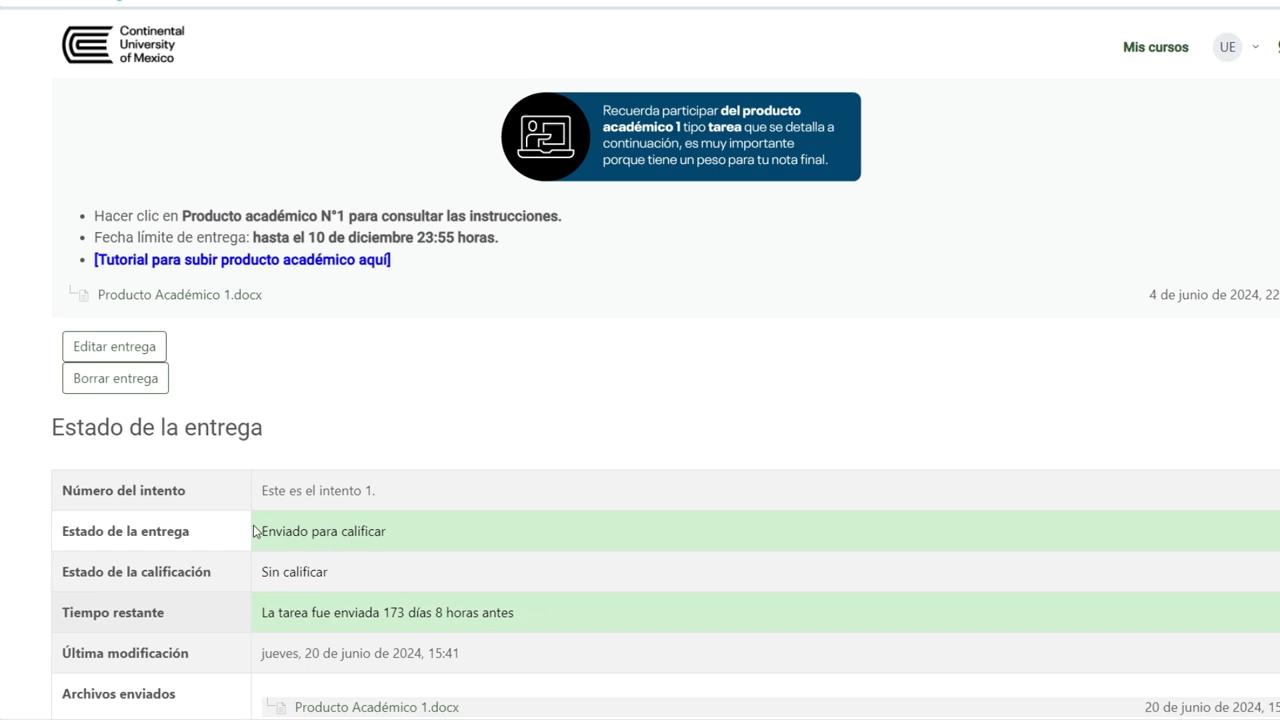 Continental
University
of Mexico
Mis cursos
UE
Recuerda participar del producto
académico 1 tipo tarea que se detalla a
continuación, es muy importante
porque tiene un peso para tu nota final.
Hacer clic en Producto académico N°1 para consultar las instrucciones.
Fecha límite de entrega: hasta el 10 de diciembre 23:55 horas.
[Tutorial para subir producto académico aquí]
Producto Académico 1.docx 4 de junio de 2024, 22
Editar entrega
Borrar entrega
Estado de la entrega
Número del intento Este es el intento 1.
Estado de la entrega Enviado para calificar
Estado de la calificación Sin calificar
Tiempo restante La tarea fue enviada 173 días 8 horas antes
Última modificación jueves, 20 de junio de 2024, 15:41
Archivos enviados
Producto Académico 1.docx 20 de junio de 2024, 15